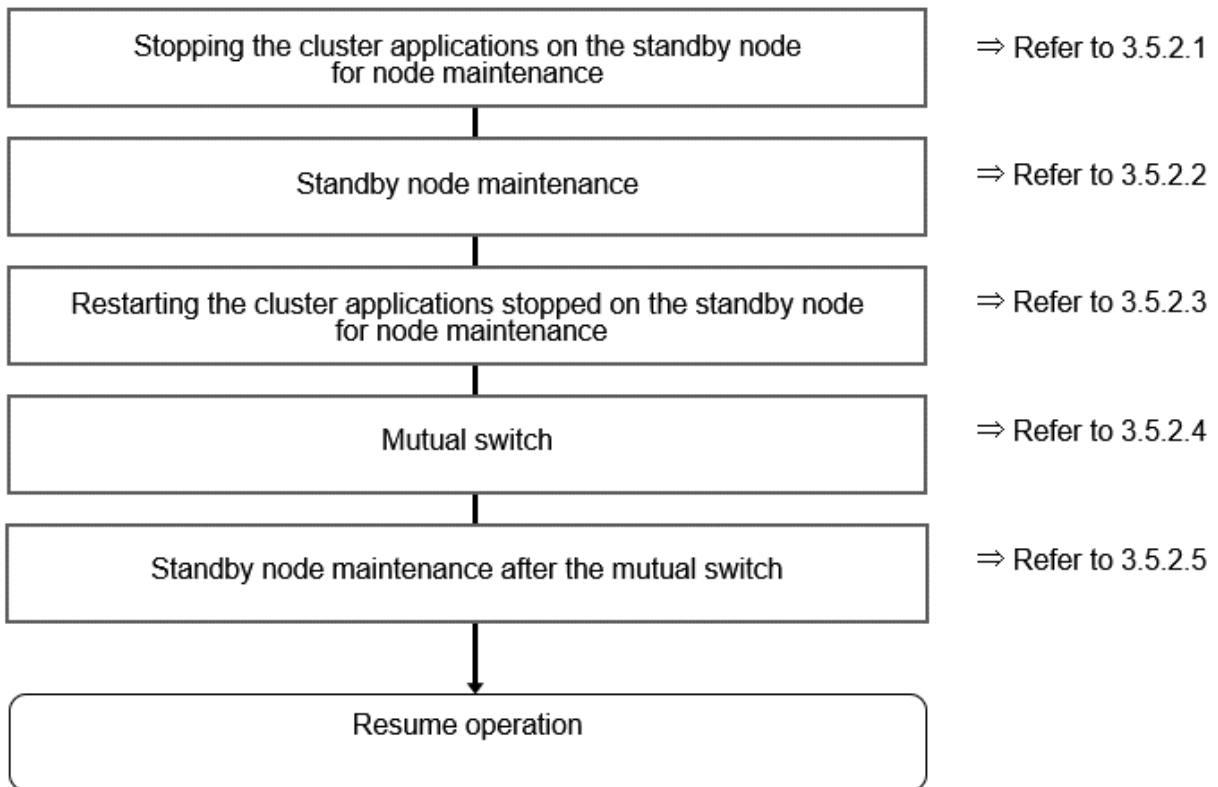 Stopping the cluster applications on the standby node
for node maintenance
⇒ Refer to 3.5.2.1
Standby node maintenance
⇒ Refer to 3.5.2.2
Restarting the cluster applications stopped on the standby node
for node maintenance
⇒ Refer to 3.5.2.3
Mutual switch
⇒ Refer to 3.5.2.4
Standby node maintenance after the mutual switch
⇒ Refer to 3.5.2.5
Resume operation